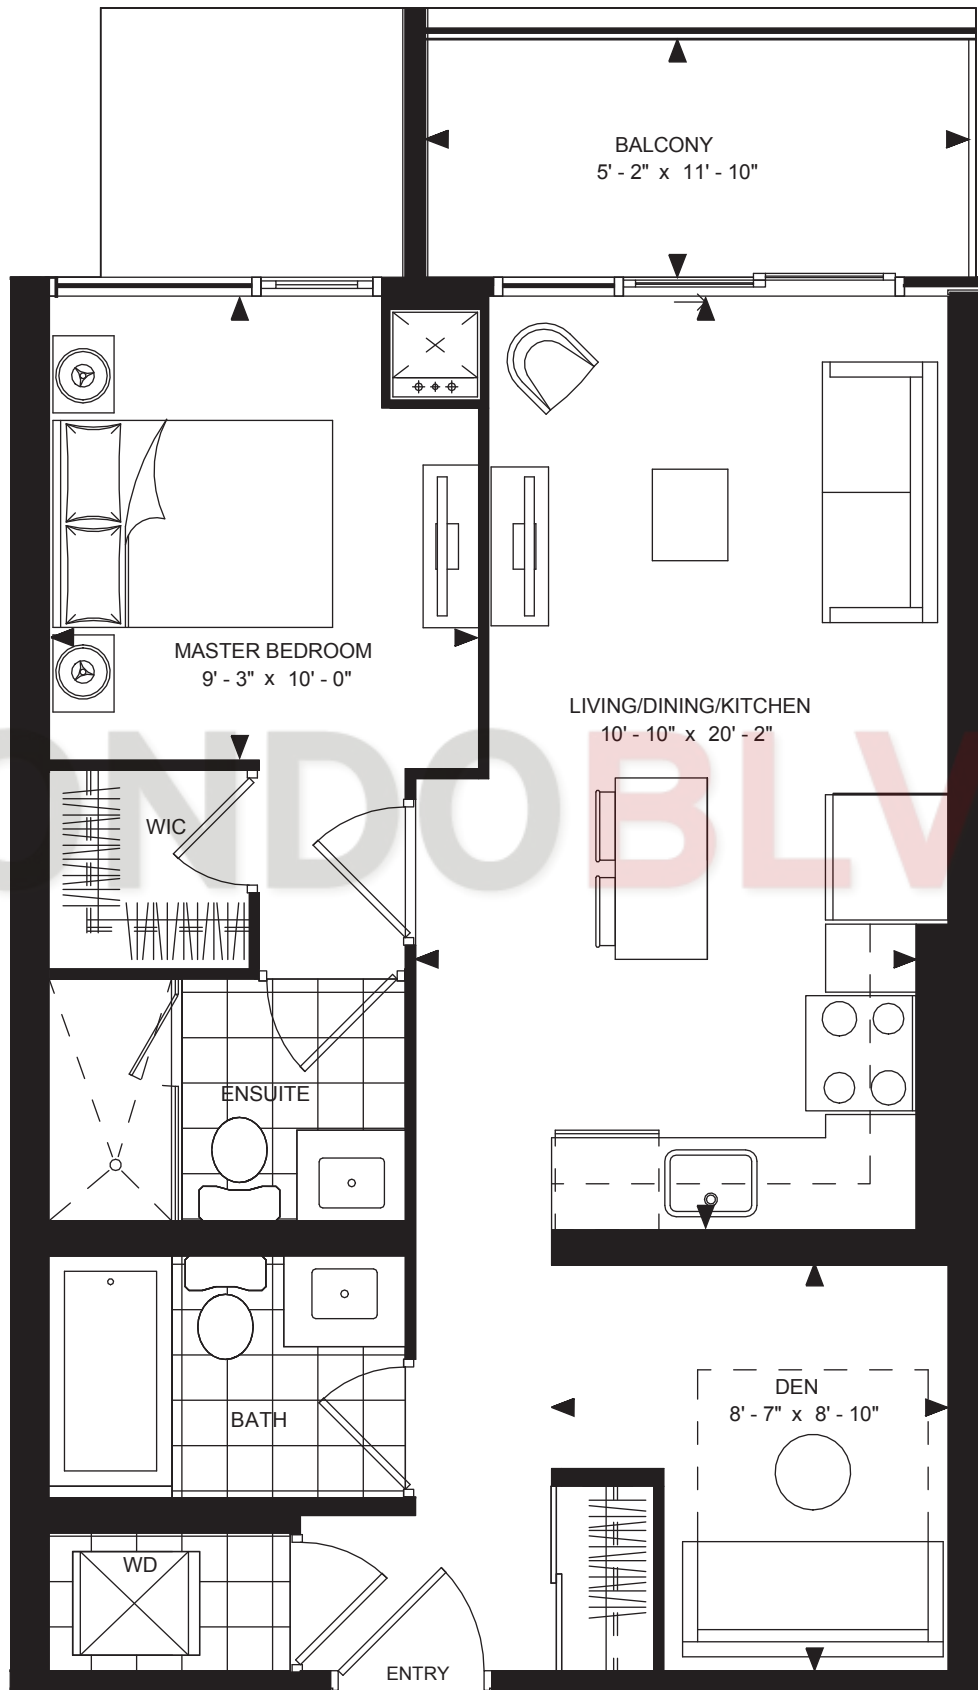 BALCONY
5' - 2" x 11' - 10"
MASTER BEDROOM
9' - 3" x 10' - 0"
LIVING/DINING/KITCHEN
10' - 10" x 20' - 2"
ONDOBLV
WIC
ENSUITE
BATH
DEN
8' - 7" x 8' - 10"
WD
ENTRY